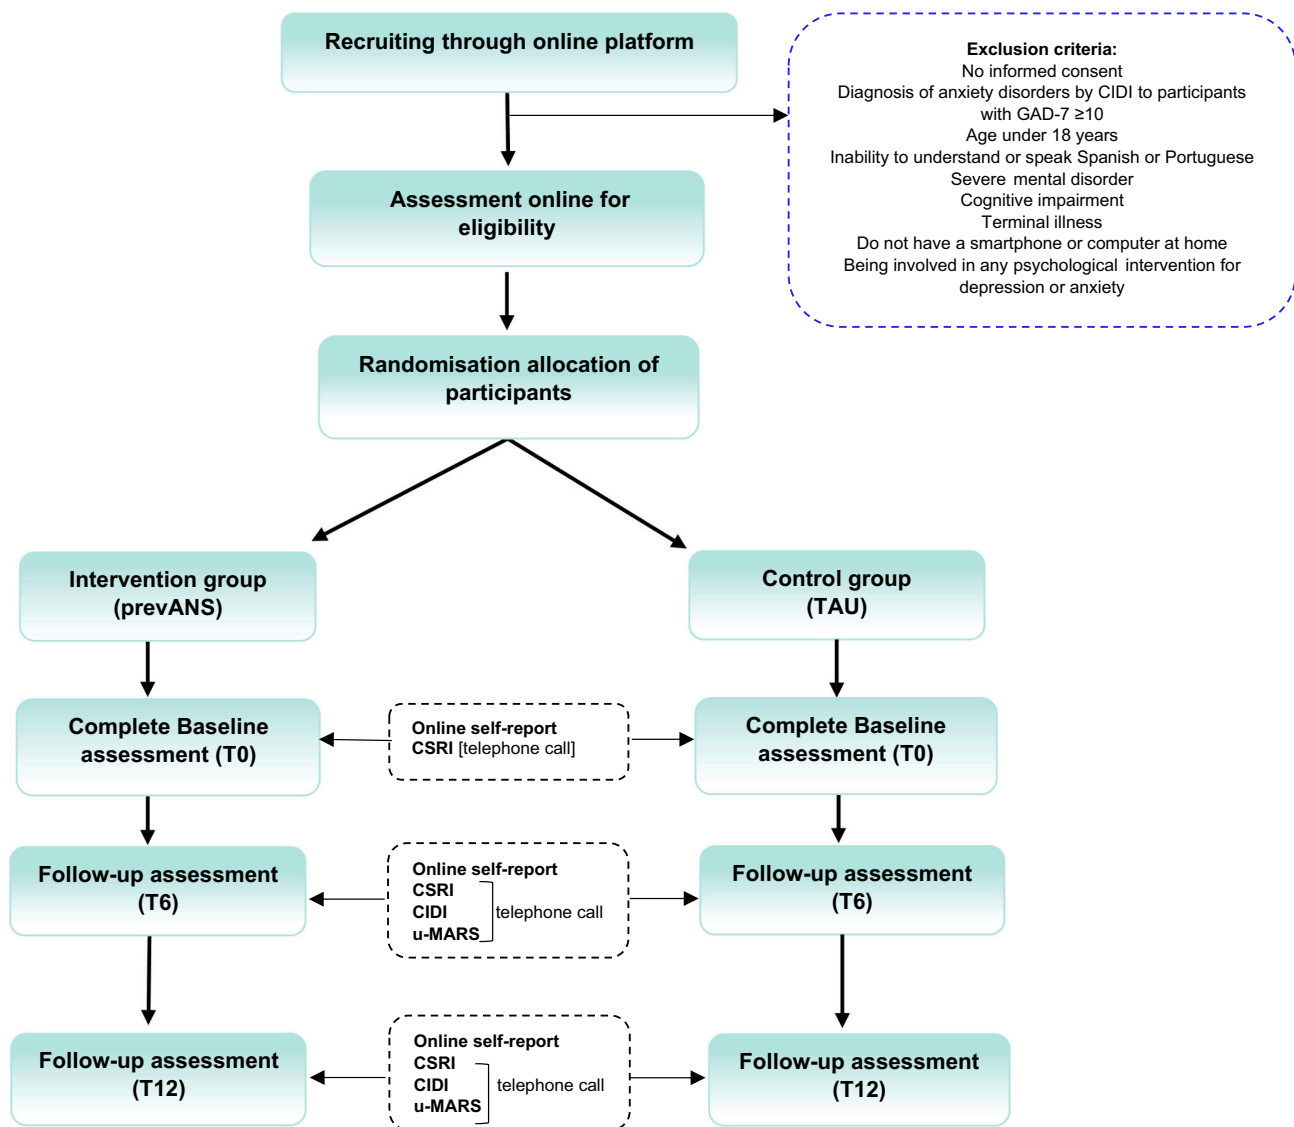 Recruiting through online platform
Exclusion criteria:
No informed consent
Diagnosis of anxiety disorders by CIDI to participants
with GAD-7 ≥10
Age under 18 years
Inability to understand or speak Spanish or Portuguese
Severe mental disorder
Cognitive impairment
Terminal illness
Do not have a smartphone or computer at home
Being involved in any psychological intervention for
depression or anxiety
Assessment online for
eligibility
Randomisation allocation of
participants
Intervention group
(prevANS)
Control group
(TAU)
Complete Baseline
assessment (T0)
Online self-report
CSRI [telephone call]
Complete Baseline
assessment (T0)
Follow-up assessment
(T6)
Online self-report
CSRI
CIDI
u-MARS
telephone call
Follow-up assessment
(T6)
Follow-up assessment
(T12)
Online self-report
CSRI
CIDI
u-MARS
telephone call
Follow-up assessment
(T12)